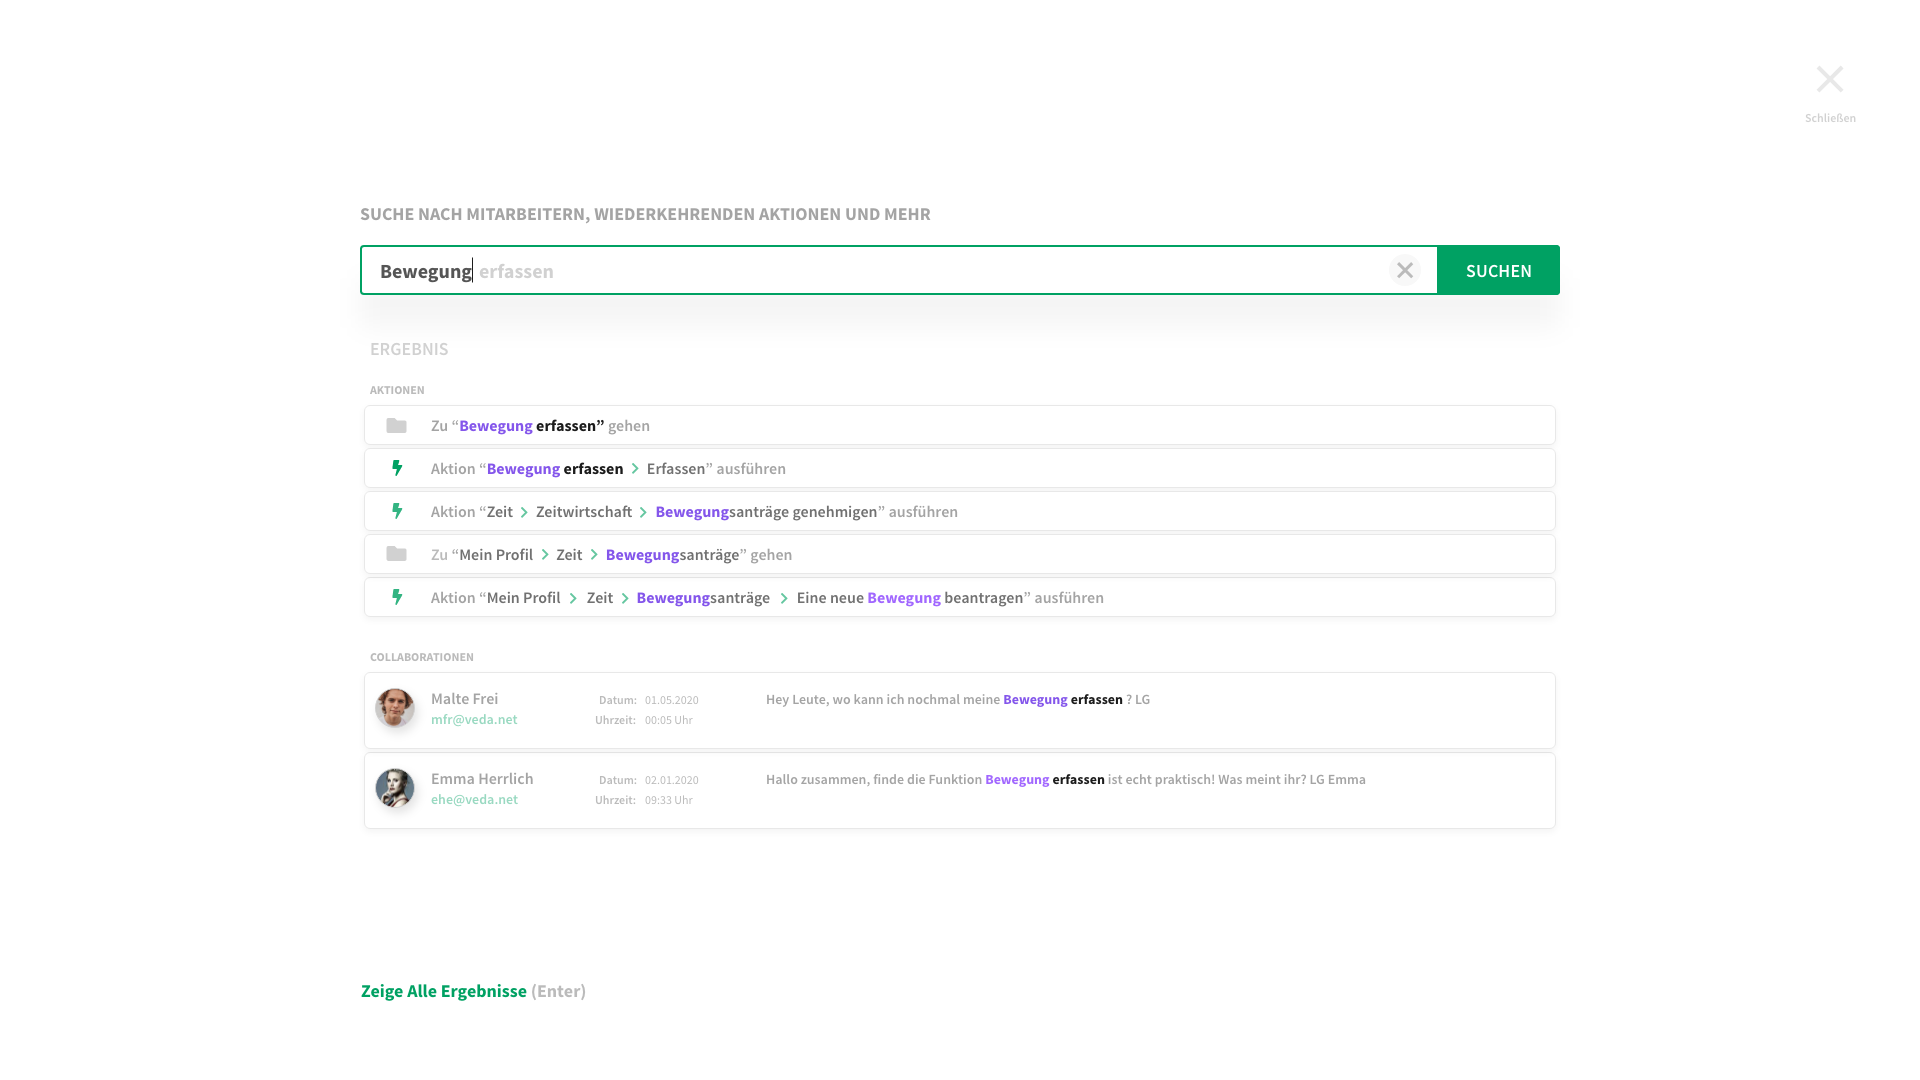 Schließen
SUCHE NACH MITARBEITERN, WIEDERKEHRENDEN AKTIONEN UND MEHR
Bewegung erfassen
SUCHEN
ERGEBNIS
AKTIONEN
Zu “Bewegung erfassen” gehen
Aktion “Bewegung erfassen > Erfassen” ausführen
Aktion “Zeit > Zeitwirtschaft > Bewegungsanträge genehmigen” ausführen
Zu “Mein Profil > Zeit > Bewegungsanträge” gehen
Aktion “Mein Profil > Zeit > Bewegungsanträge > Eine neue Bewegung beantragen” ausführen
COLLABORATIONEN
Malte Frei
mfr@veda.net
Datum: 01.05.2020
Uhrzeit: 00:05 Uhr
Hey Leute, wo kann ich nochmal meine Bewegung erfassen ? LG
Emma Herrlich
ehe@veda.net
Datum: 02.01.2020
Uhrzeit: 09:33 Uhr
Hallo zusammen, finde die Funktion Bewegung erfassen ist echt praktisch! Was meint ihr? LG Emma
Zeige Alle Ergebnisse (Enter)